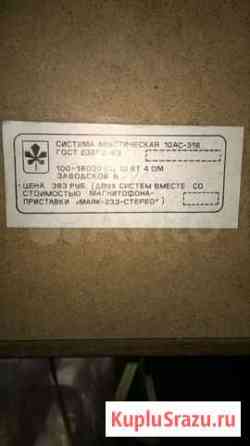 СИСТЕМА АКУСТИЧЕСКАЯ 10АС-318
ГОСТ
100-18000 ГЦ 10 ВТ 4 ОМ
ЗАВОДСКОЙ №
ЦЕНА 383 РУБ. (ДВУХ СИСТЕМ ВМЕСТЕ СО
СТОИМОСТЬЮ МАГНИТОФОНА-
ПРИСТАВКИ "МАЯК-233-СТЕРЕО")
KupluSrazu.ru